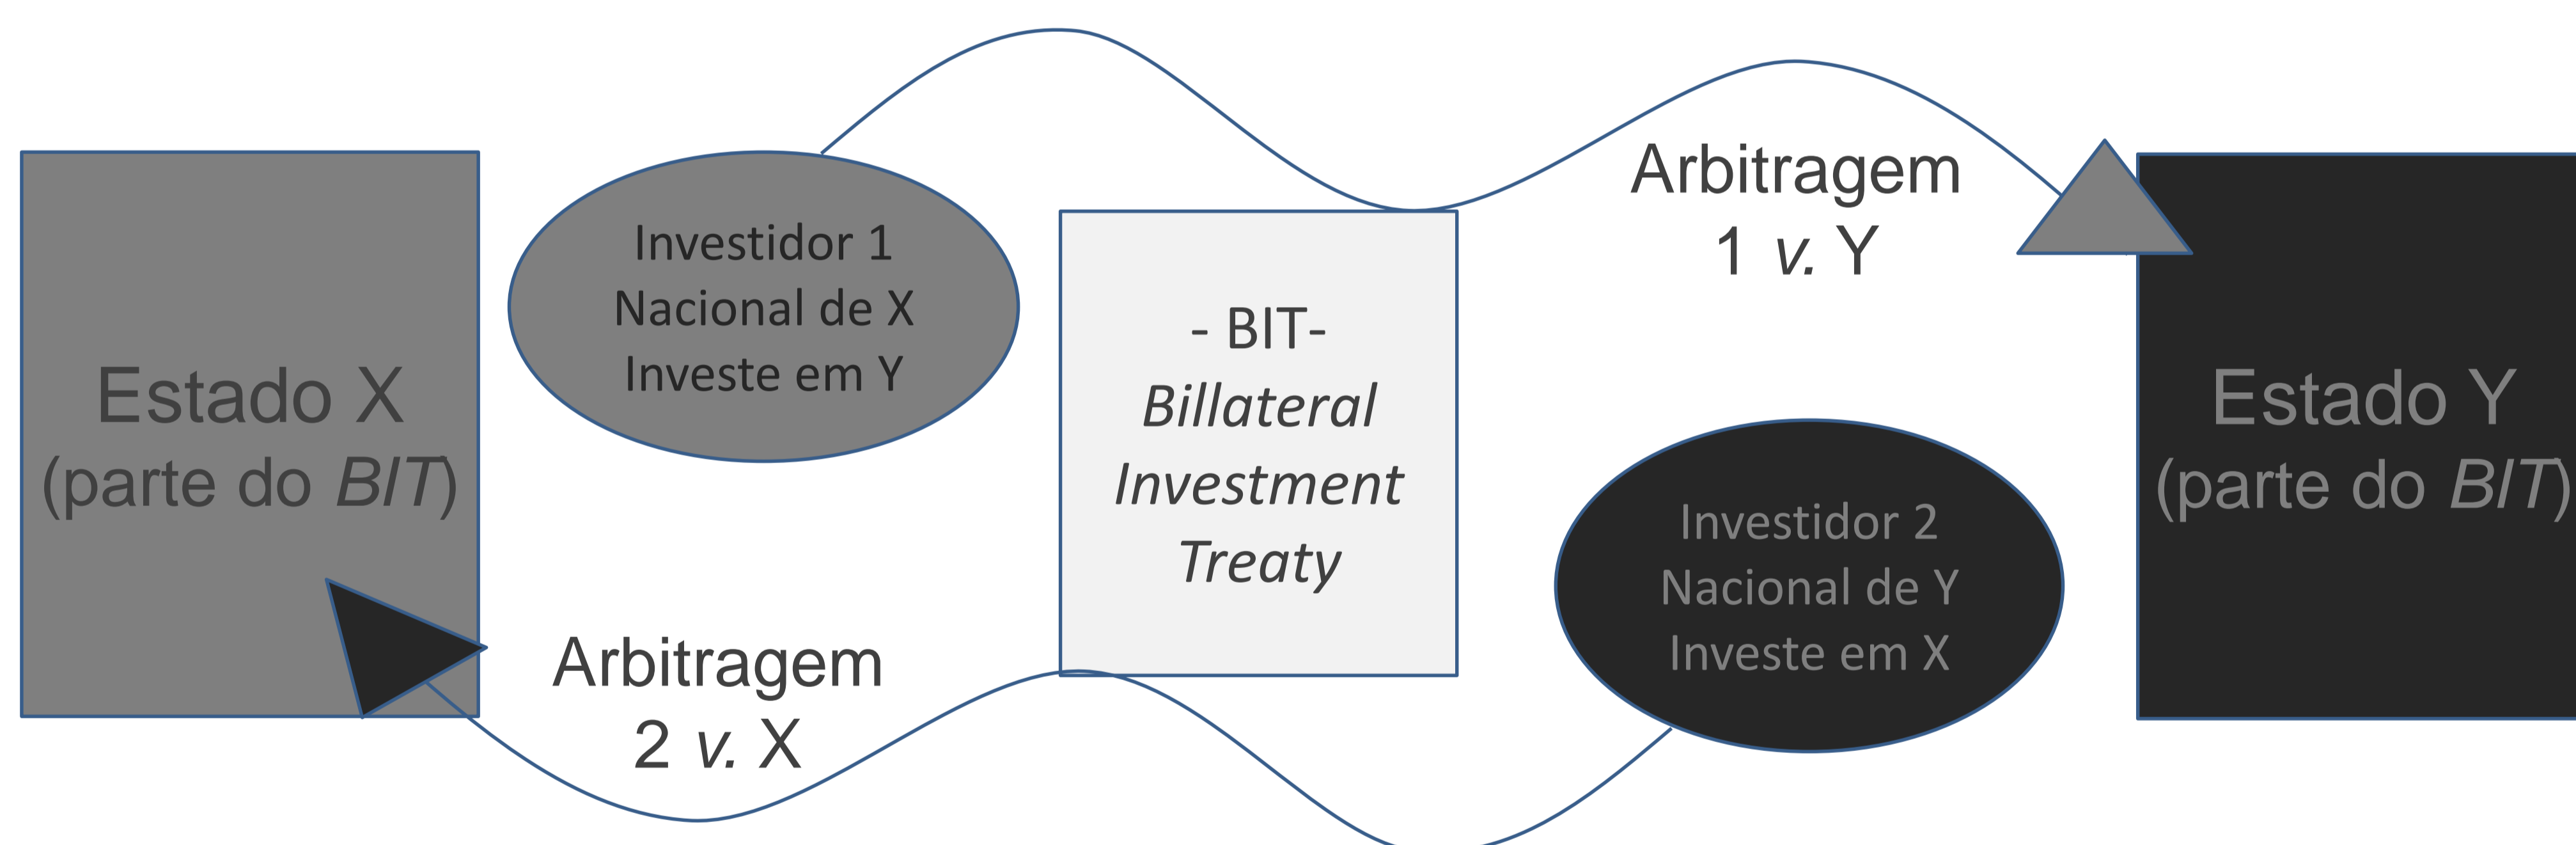 Estado X
(parte do BIT)
Investidor 1
Nacional de X
Investe em Y
- BIT-
Billateral
Investment
Treaty
Arbitragem
1 v. Y
Arbitragem
2 v. X
Investidor 2
Nacional de Y
Investe em X
Estado Y
(parte do BIT)